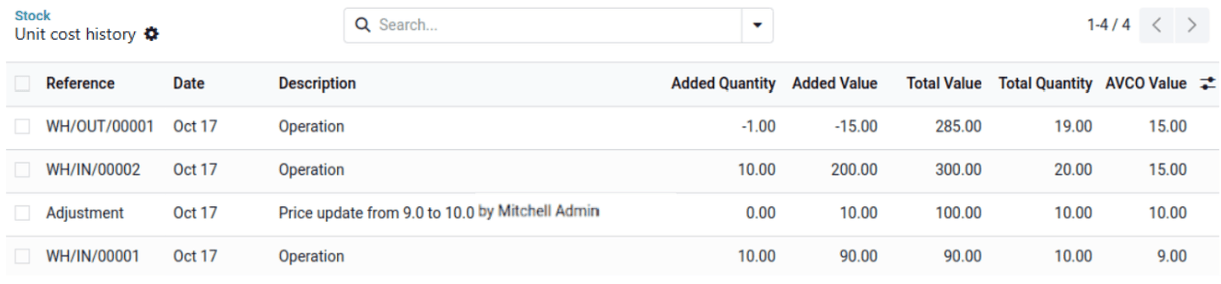 Stock
Unit cost history
Search...
1-4 / 4
Reference Date Description Added Quantity Added Value Total Value Total Quantity AVCO Value
WH/OUT/00001 Oct 17 Operation -1.00 -15.00 285.00 19.00 15.00
WH/IN/00002 Oct 17 Operation 10.00 200.00 300.00 20.00 15.00
Adjustment Oct 17 Price update from 9.0 to 10.0 by Mitchell Admin 0.00 10.00 100.00 10.00 10.00
WH/IN/00001 Oct 17 Operation 10.00 90.00 90.00 10.00 9.00